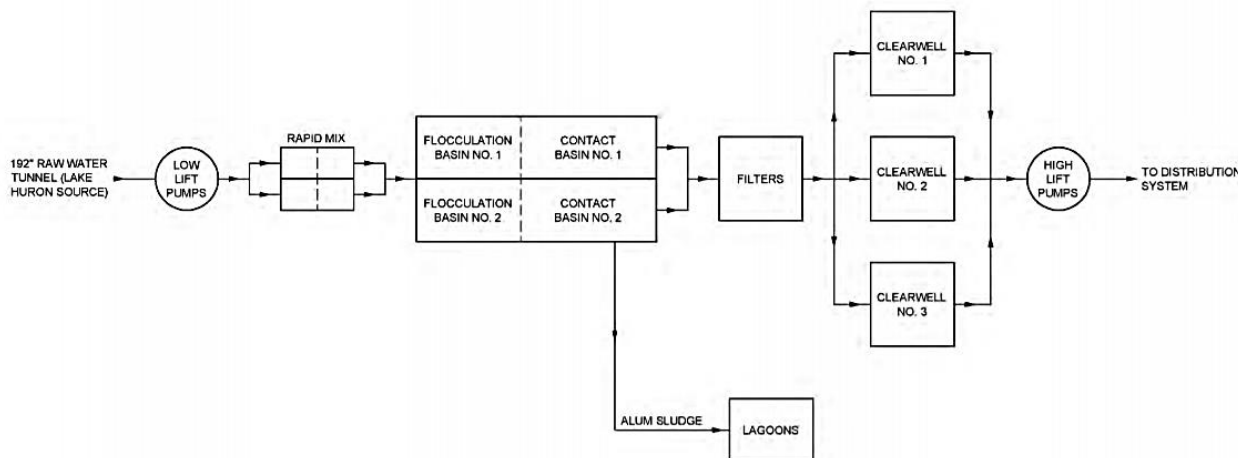 192" RAW WATER
TUNNEL (LAKE
HURON SOURCE)
LOW
LIFT
PUMPS
RAPID MIX
FLOCCULATION
BASIN NO. 1
CONTACT
BASIN NO. 1
FLOCCULATION
BASIN NO. 2
CONTACT
BASIN NO. 2
FILTERS
CLEARWELL
NO. 1
CLEARWELL
NO. 2
CLEARWELL
NO. 3
HIGH
LIFT
PUMPS
TO DISTRIBUTION
SYSTEM
ALUM SLUDGE
LAGOONS